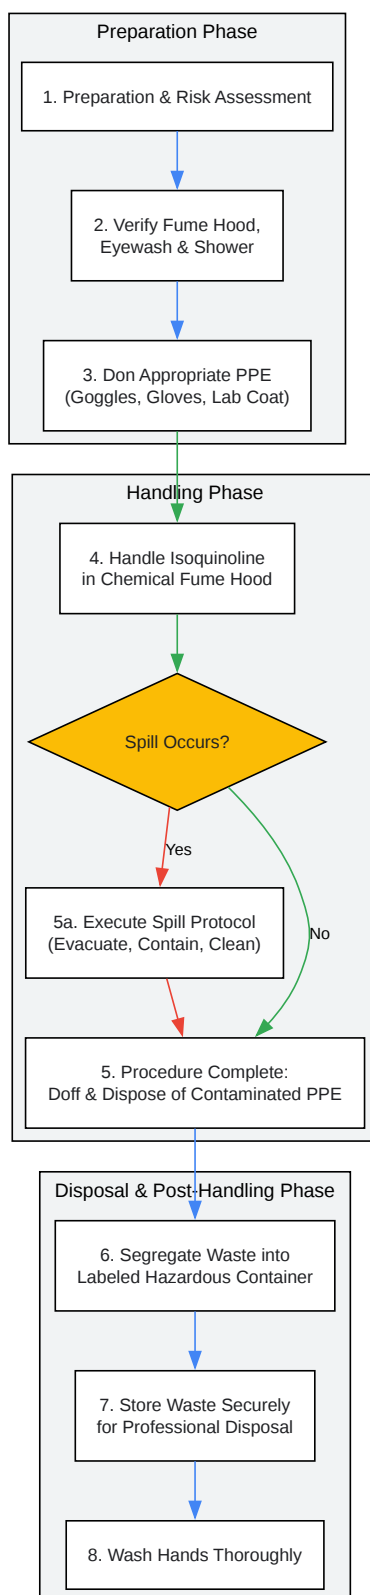 Preparation Phase
1. Preparation & Risk Assessment
2. Verify Fume Hood,
Eyewash & Shower
3. Don Appropriate PPE
(Goggles, Gloves, Lab Coat)
Handling Phase
4. Handle Isoquinoline
in Chemical Fume Hood
Spill Occurs?
Yes
5a. Execute Spill Protocol
(Evacuate, Contain, Clean)
No
5. Procedure Complete:
Doff & Dispose of Contaminated PPE
Disposal & Post-Handling Phase
6. Segregate Waste into
Labeled Hazardous Container
7. Store Waste Securely
for Professional Disposal
8. Wash Hands Thoroughly